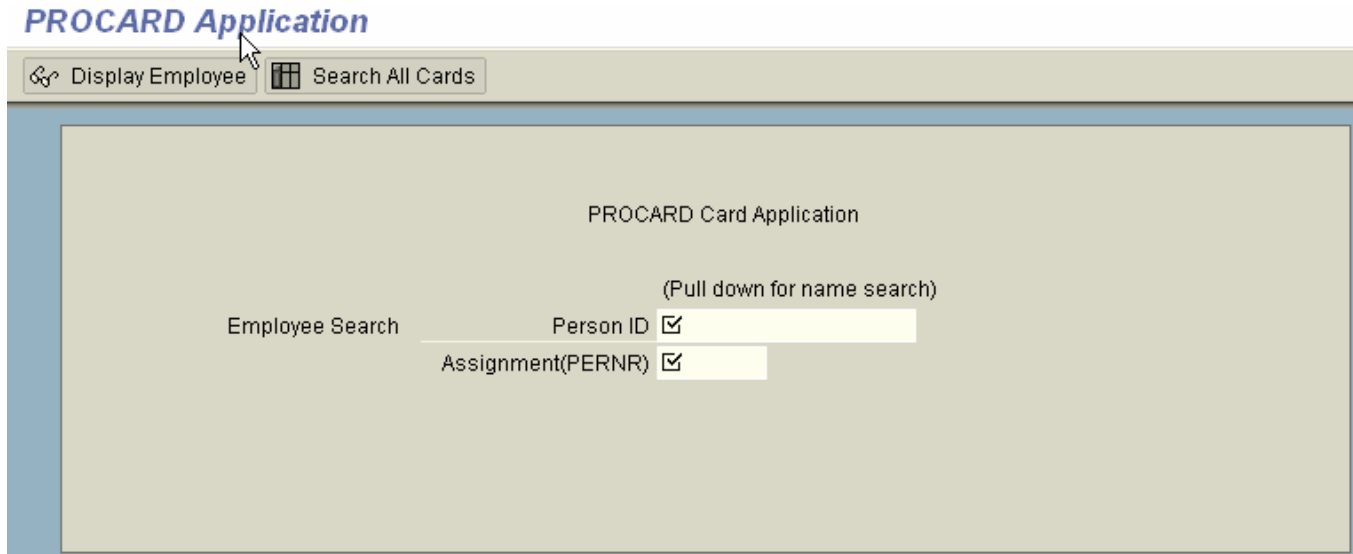 PROCARD Application
Display Employee Search All Cards
PROCARD Card Application
(Pull down for name search)
Employee Search Person ID
Assignment(PERNR)